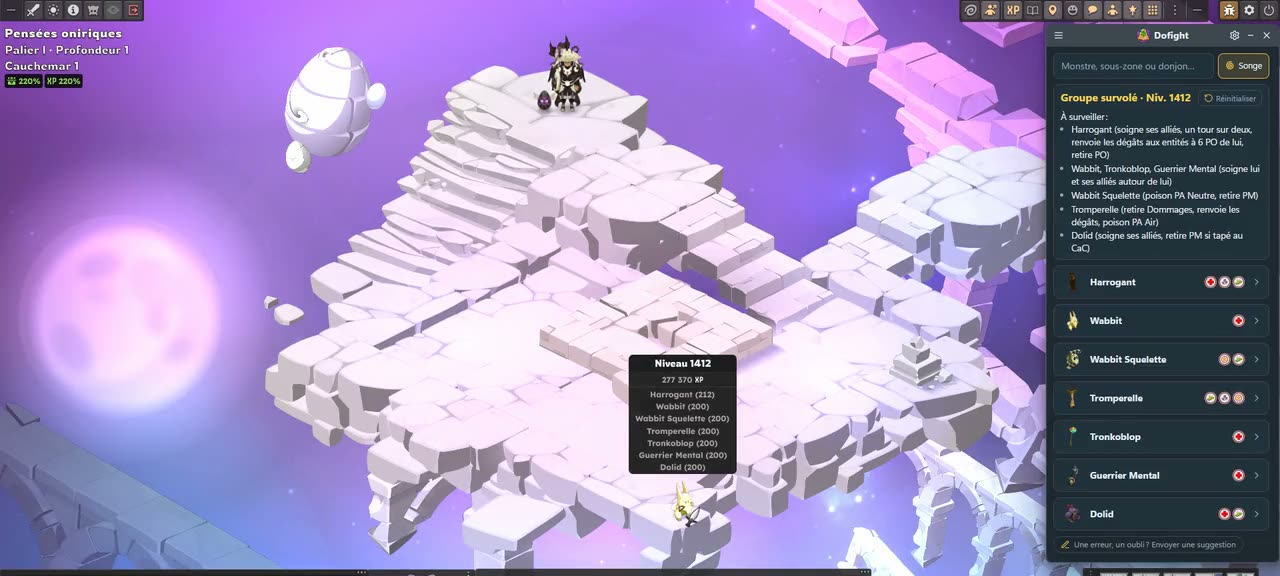 Pensées oniriques
Palier I · Profondeur 1
Cauchemar 1
220%
XP 220%
XP
Dofight
Monstre, sous-zone ou donjon...
Songe
Groupe survolé · Niv. 1412
Réinitialiser
À surveiller :
• Harrogant (soigne ses alliés, un tour sur deux,
renvoie les dégâts aux entités à 6 PO de lui,
retire PO)
• Wabbit, Tronkoblop, Guerrier Mental (soigne lui
et ses alliés autour de lui)
• Wabbit Squelette (poison PA Neutre, retire PM)
• Tromperelle (retire Dommages, renvoie les
dégâts, poison PA Air)
• Dolid (soigne ses alliés, retire PM si tapé au
CaC)
Harrogant
Wabbit
Wabbit Squelette
Tromperelle
Tronkoblop
Guerrier Mental
Dolid
Une erreur, un oubli ? Envoyer une suggestion
Niveau 1412
277 370 XP
Harrogant (212)
Wabbit (200)
Wabbit Squelette (200)
Tromperelle (200)
Tronkoblop (200)
Guerrier Mental (200)
Dolid (200)